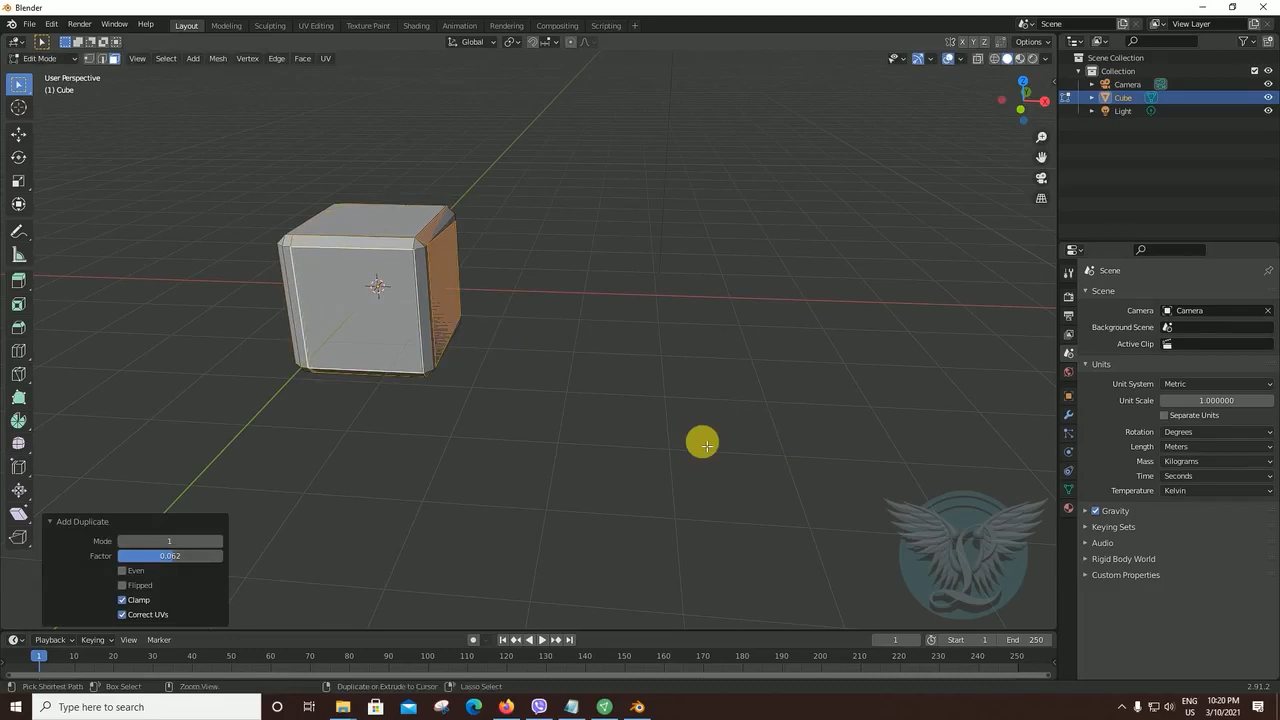 Blender
File Edit Render Window Help Layout Modeling Sculpting UV Editing Texture Paint Shading Animation Rendering Compositing Scripting + Scene View Layer
Global X Y Z Options
Edit Mode View Select Add Mesh Vertex Edge Face UV
Scene Collection
Collection
Camera
Cube
Light
User Perspective
(1) Cube
Z
X
Scene
Scene
Camera Camera
Background Scene
Active Clip
Units
Unit System Metric
Unit Scale 1.000000
Separate Units
Rotation Degrees
Length Meters
Mass Kilograms
Time Seconds
Temperature Kelvin
Gravity
Keying Sets
Audio
Rigid Body World
Custom Properties
Add Duplicate
Mode 1
Factor 0.062
Even
Flipped
Clamp
Correct UVs
Playback Keying View Marker 1 Start 1 End 250
1 10 20 30 40 50 60 70 80 90 100 110 120 130 140 150 160 170 180 190 200 210 220 230 240 250
Pick Shortest Path Box Select Zoom View Duplicate or Extrude to Cursor Lasso Select 2.91.2
Type here to search
ENG 10:20 PM
US 3/10/2021